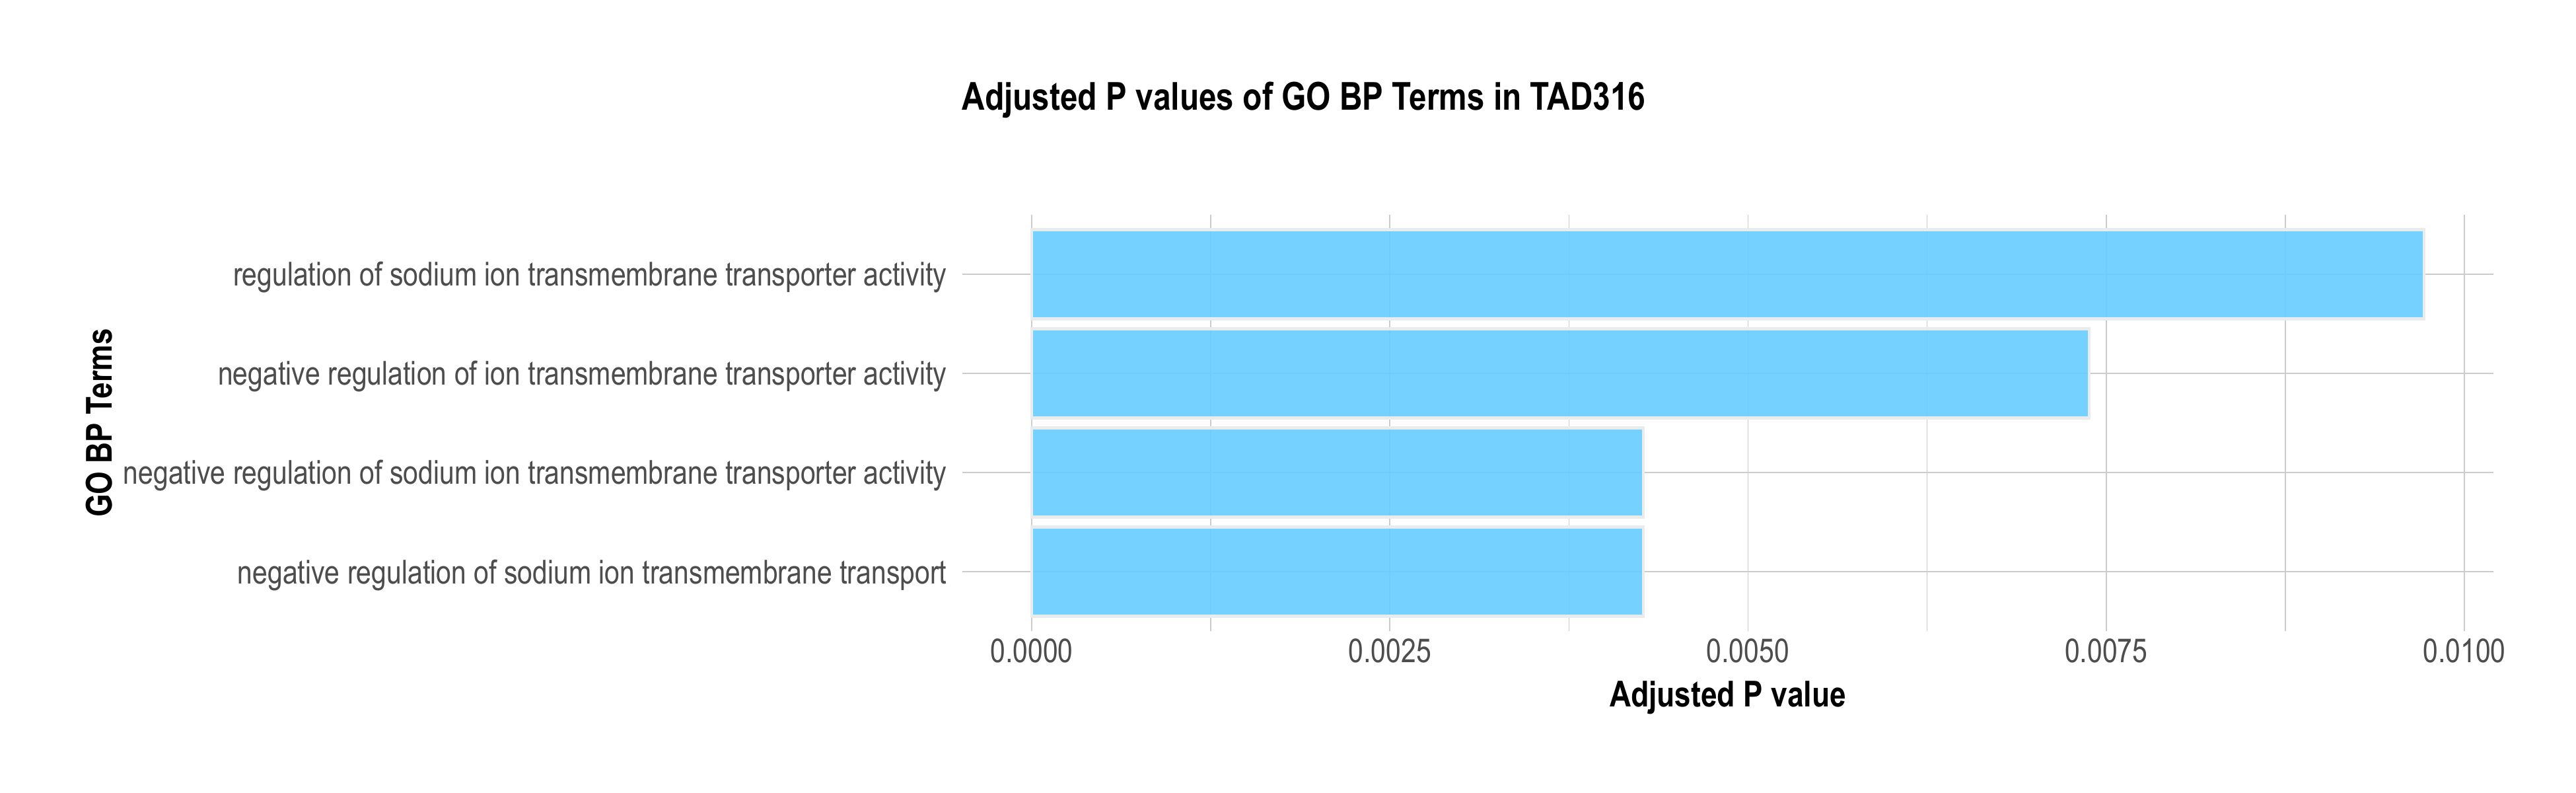 Adjusted P values of GO BP Terms in TAD316
GO BP Terms
regulation of sodium ion transmembrane transporter activity
negative regulation of ion transmembrane transporter activity
negative regulation of sodium ion transmembrane transporter activity
negative regulation of sodium ion transmembrane transport
0.0000 0.0025 0.0050 0.0075 0.0100
Adjusted P value